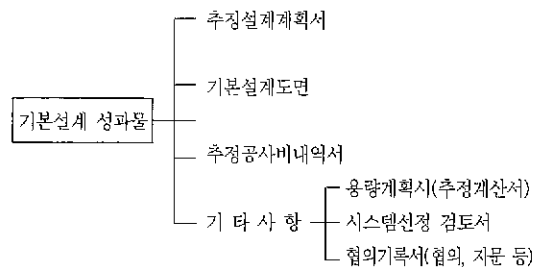 추정설계계획서
기본설계도면
기본설계 성과물
추정공사비내역서
기 타 사 항
용량계획시(추정계산서)
시스템선정 검토서
협의기록서(협의, 자문 등)